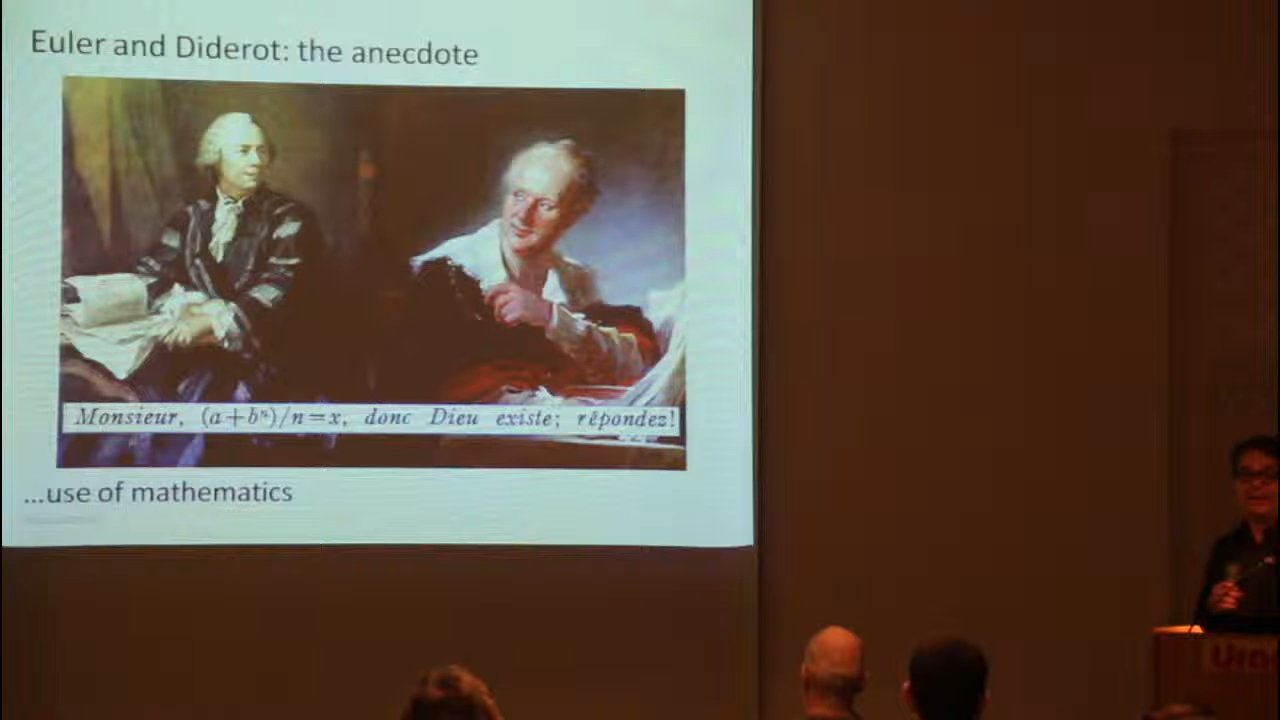 Euler and Diderot: the anecdote
Monsieur, (a+bⁿ)/n=x, donc Dieu existe; répondez!
...use of mathematics